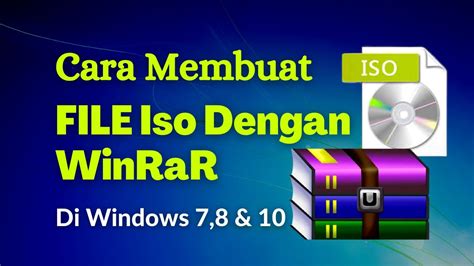 Cara Membuat
ISO
FILE Iso Dengan
WinRaR
Di Windows 7,8 & 10
U